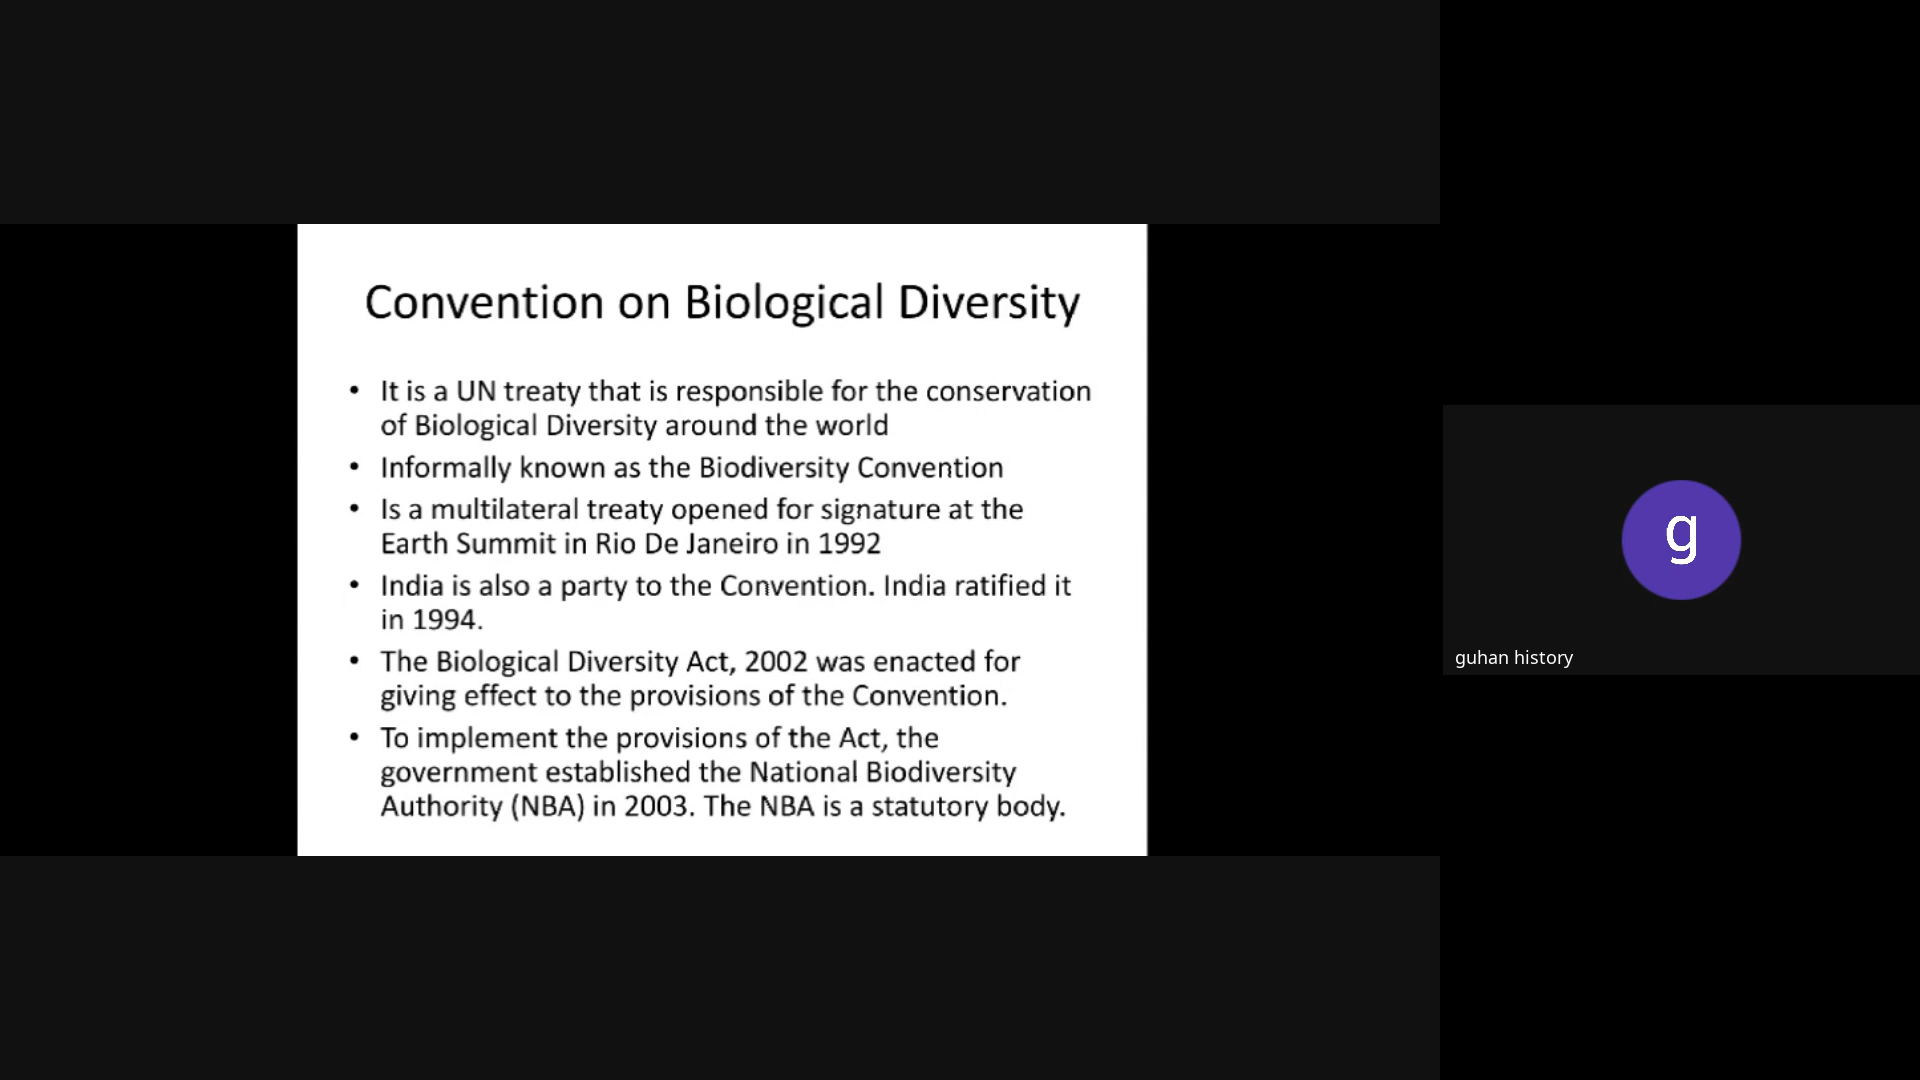 Convention on Biological Diversity
• It is a UN treaty that is responsible for the conservation
of Biological Diversity around the world
• Informally known as the Biodiversity Convention
• Is a multilateral treaty opened for signature at the
Earth Summit in Rio De Janeiro in 1992
• India is also a party to the Convention. India ratified it
in 1994.
• The Biological Diversity Act, 2002 was enacted for
giving effect to the provisions of the Convention.
• To implement the provisions of the Act, the
government established the National Biodiversity
Authority (NBA) in 2003. The NBA is a statutory body.
g
guhan history